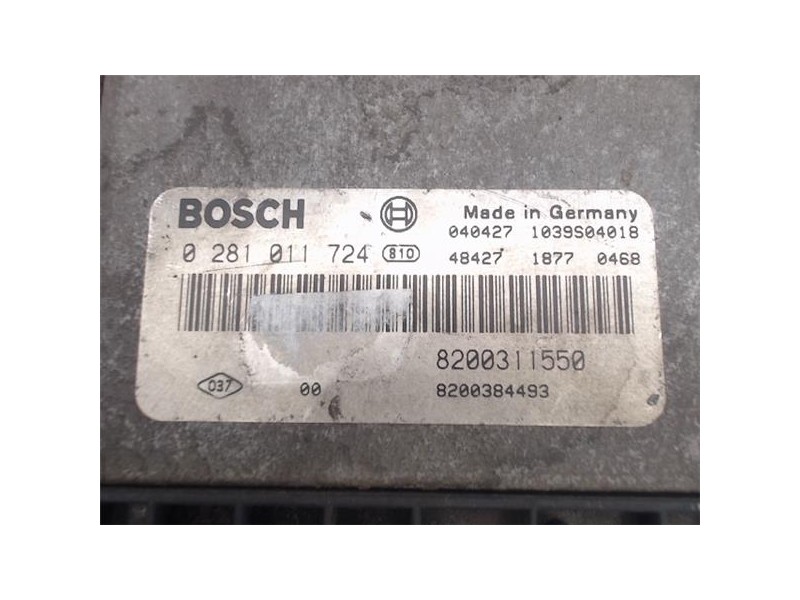 BOSCH
Made in Germany
040427 1039S04018
0 281 011 724 810
48427 1877 0468
8200311550
037 00
8200384493